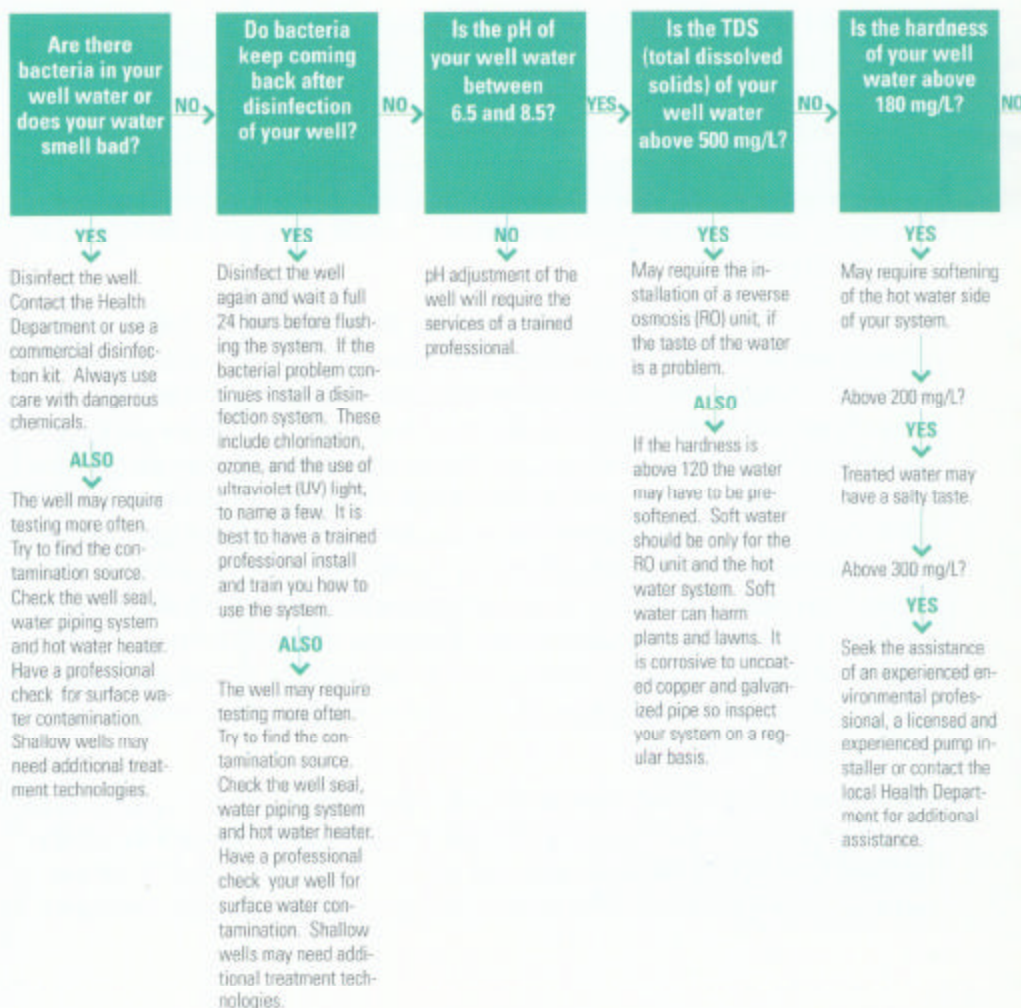 Are there
bacteria in your
well water or
does your water
smell bad?
NO
YES
Disinfect the well.
Contact the Health
Department or use a
commercial disinfec-
tion kit. Always use
care with dangerous
chemicals.
ALSO
The well may require
testing more often.
Try to find the con-
tamination source.
Check the well seal,
water piping system
and hot water heater.
Have a professional
check for surface wa-
ter contamination.
Shallow wells may
need additional treat-
ment technologies.
Do bacteria
keep coming
back after
disinfection
of your well?
NO
YES
Disinfect the well
again and wait a full
24 hours before flush-
ing the system. If the
bacterial problem con-
tinues install a disin-
fection system. These
include chlorination,
ozone, and the use of
ultraviolet (UV) light,
to name a few. It is
best to have a trained
professional install
and train you how to
use the system.
ALSO
The well may require
testing more often.
Try to find the con-
tamination source.
Check the well seal,
water piping system
and hot water heater.
Have a professional
check your well for
surface water con-
tamination. Shallow
wells may need addi-
tional treatment tech-
nologies.
Is the pH of
your well water
between
6.5 and 8.5?
YES
NO
pH adjustment of the
well will require the
services of a trained
professional.
Is the TDS
(total dissolved
solids) of your
well water
above 500 mg/L?
NO
YES
May require the in-
stallation of a reverse
osmosis (RO) unit, if
the taste of the water
is a problem.
ALSO
If the hardness is
above 120 the water
may have to be pre-
softened. Soft water
should be only for the
RO unit and the hot
water system. Soft
water can harm
plants and lawns. It
is corrosive to uncoat-
ed copper and galvan-
ized pipe so inspect
your system on a reg-
ular basis.
Is the hardness
of your well
water above
180 mg/L?
NO
YES
May require softening
of the hot water side
of your system.
Above 200 mg/L?
YES
Treated water may
have a salty taste.
Above 300 mg/L?
YES
Seek the assistance
of an experienced en-
vironmental profes-
sional, a licensed and
experienced pump in-
staller or contact the
local Health Depart-
ment for additional
assistance.